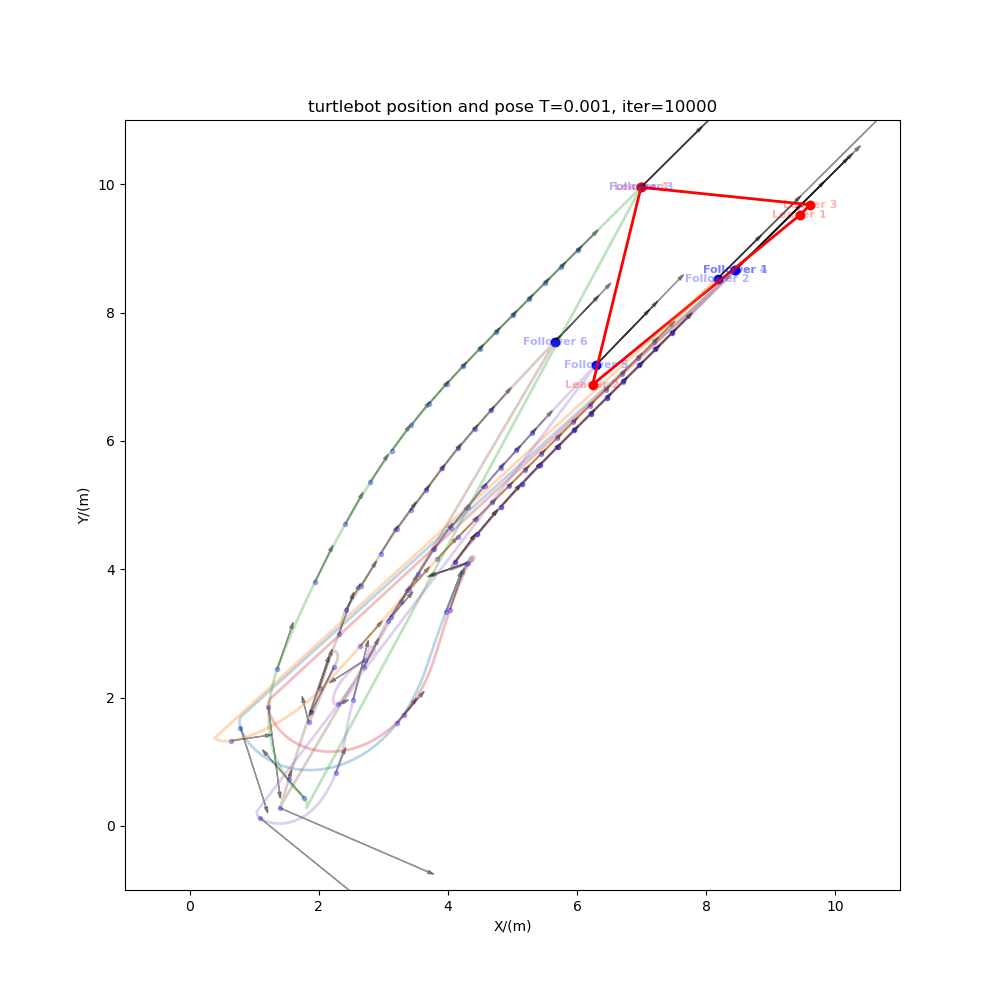 turtlebot position and pose T=0.001, iter=10000
Y/(m)
10
8
6
4
2
0
Follower 3
Leader 3
Leader 1
Follower 4
Follower 2
Follower 6
0
2
4
6
8
10
X/(m)